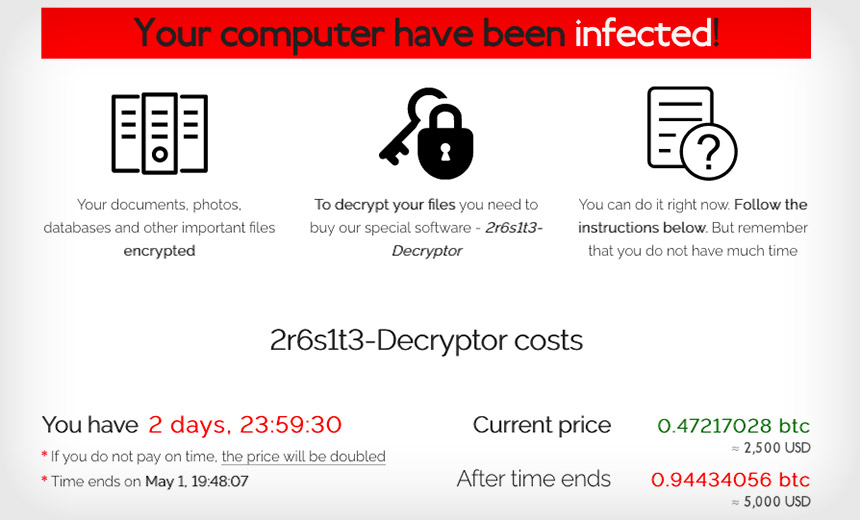 Your computer have been infected!
Your documents, photos,
databases and other important files
encrypted
To decrypt your files you need to
buy our special software - 2r6s1t3-
Decryptor
You can do it right now. Follow the
instructions below. But remember
that you do not have much time
?
2r6s1t3-Decryptor costs
You have 2 days, 23:59:30
* If you do not pay on time, the price will be doubled
* Time ends on May 1, 19:48:07
Current price 0.47217028 btc
≈ 2,500 USD
After time ends 0.94434056 btc
≈ 5,000 USD